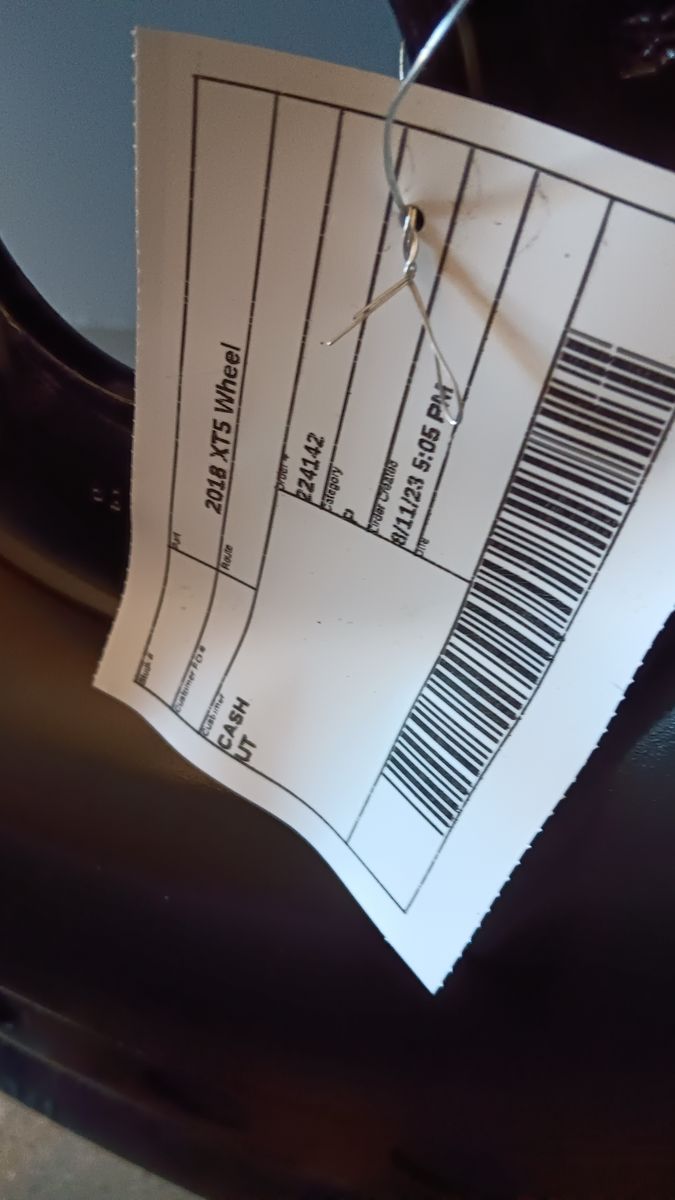 Stock #
Part
2018 XT5 Wheel
Customer P.O.#
Route
Customer
CASH
UT
Order #
224142
Category
Order Created
8/11/23 5:05 PM